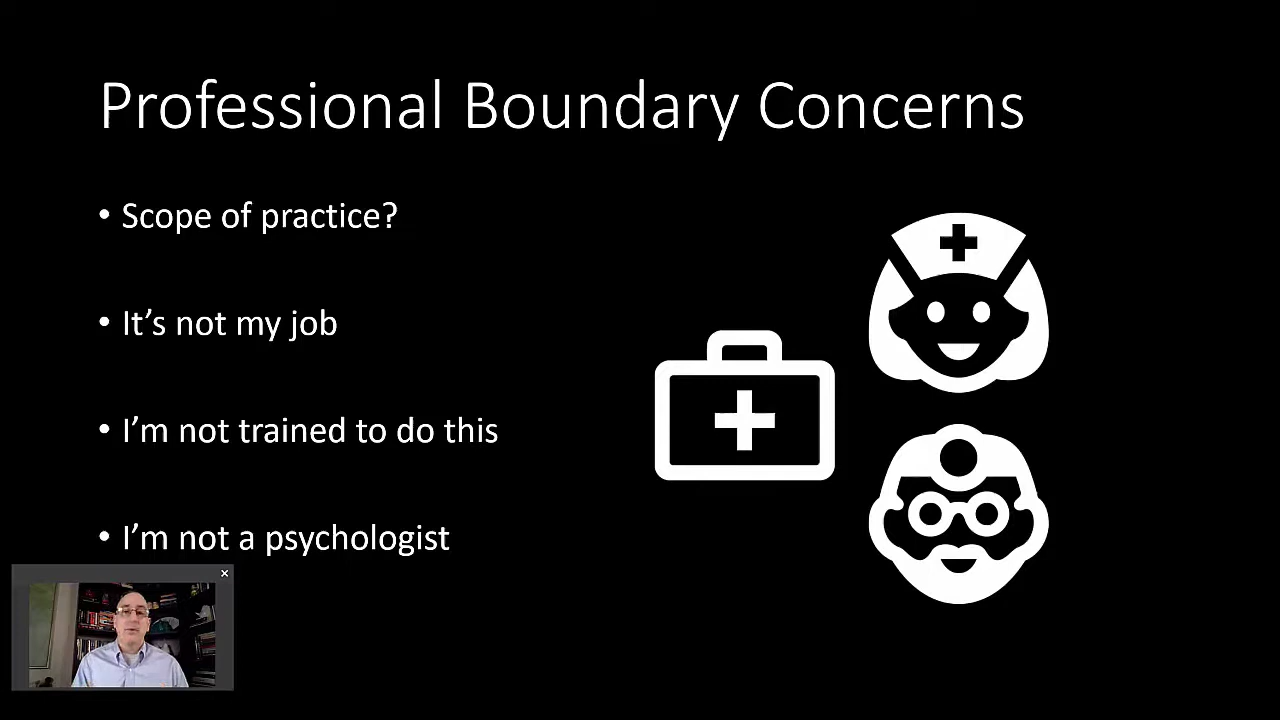 Professional Boundary Concerns
• Scope of practice?
• It’s not my job
• I’m not trained to do this
• I’m not a psychologist